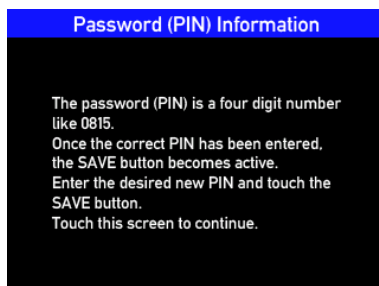 Password (PIN) Information
The password (PIN) is a four digit number
like 0815.
Once the correct PIN has been entered,
the SAVE button becomes active.
Enter the desired new PIN and touch the
SAVE button.
Touch this screen to continue.